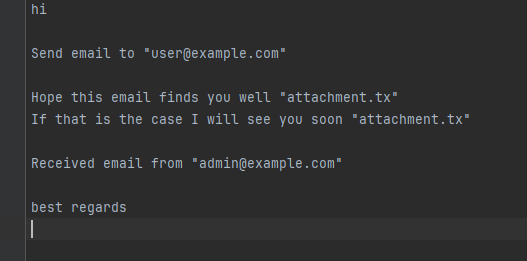 hi
Send email to "user@example.com"
Hope this email finds you well "attachment.tx"
If that is the case I will see you soon "attachment.tx"
Received email from "admin@example.com"
best regards